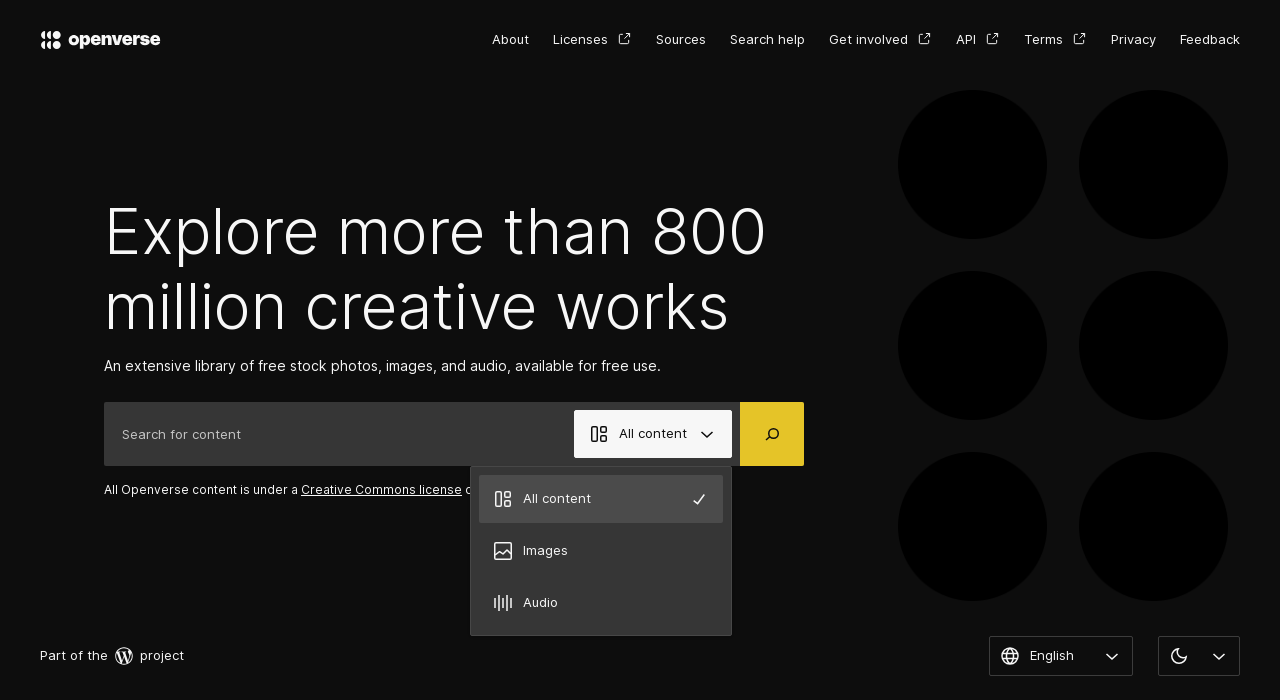 openverse
About
Licenses
Sources
Search help
Get involved
API
Terms
Privacy
Feedback
Explore more than 800
million creative works
An extensive library of free stock photos, images, and audio, available for free use.
Search for content
All content
All Openverse content is under a Creative Commons license
All content
Images
Audio
Part of the
project
English